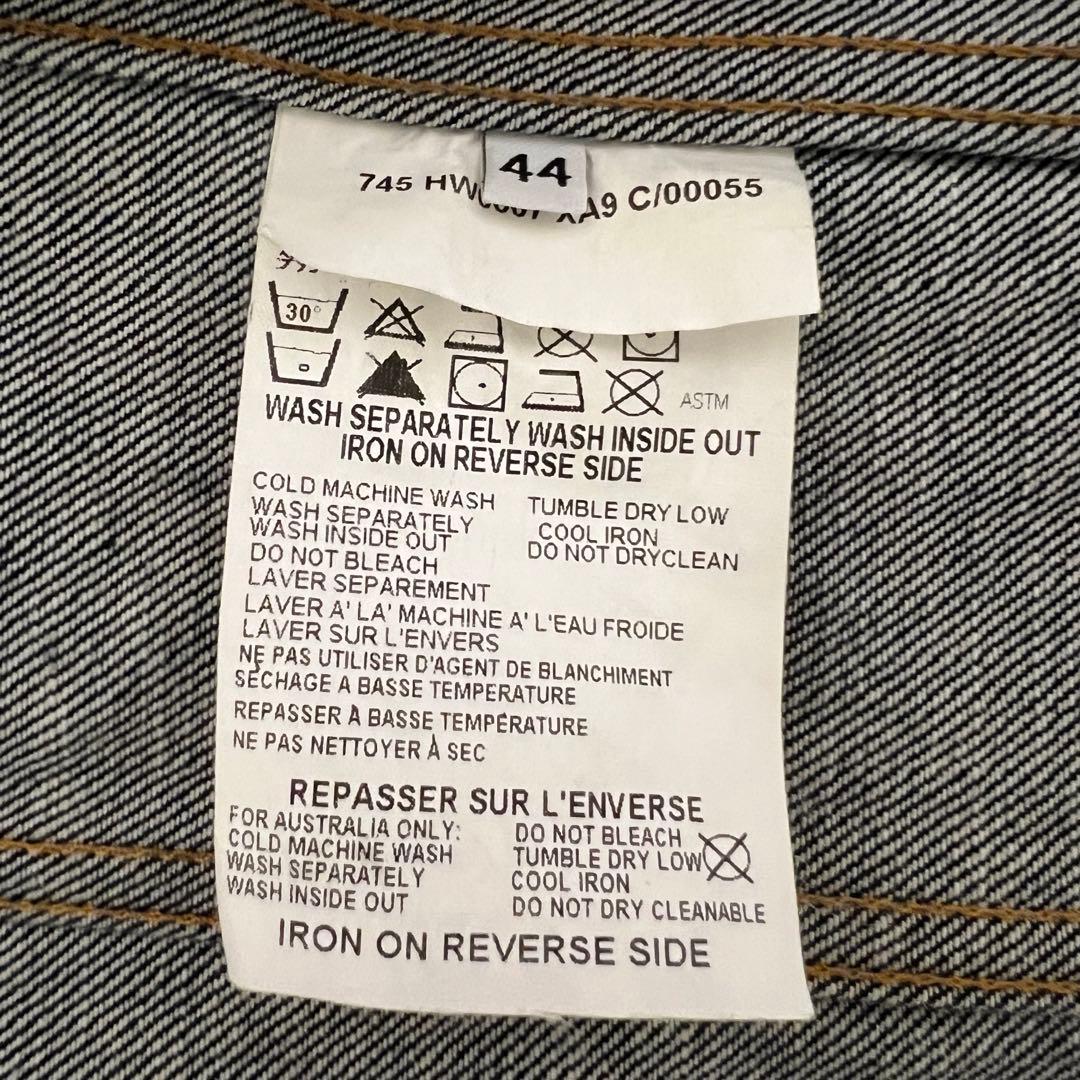 44
745 XA9 C/00055
30°
ASTM
WASH SEPARATELY WASH INSIDE OUT
IRON ON REVERSE SIDE
COLD MACHINE WASH
WASH SEPARATELY
WASH INSIDE OUT
DO NOT BLEACH
TUMBLE DRY LOW
COOL IRON
DO NOT DRYCLEAN
LAVER SEPAREMENT
LAVER A' LA' MACHINE A' L'EAU FROIDE
LAVER SUR L'ENVERS
NE PAS UTILISER D'AGENT DE BLANCHIMENT
SÉCHAGE A BASSE TEMPERATURE
REPASSER À BASSE TEMPÉRATURE
NE PAS NETTOYER À SEC
REPASSER SUR L'ENVERSE
FOR AUSTRALIA ONLY:
COLD MACHINE WASH
WASH SEPARATELY
WASH INSIDE OUT
DO NOT BLEACH
TUMBLE DRY LOW
COOL IRON
DO NOT DRY CLEANABLE
IRON ON REVERSE SIDE